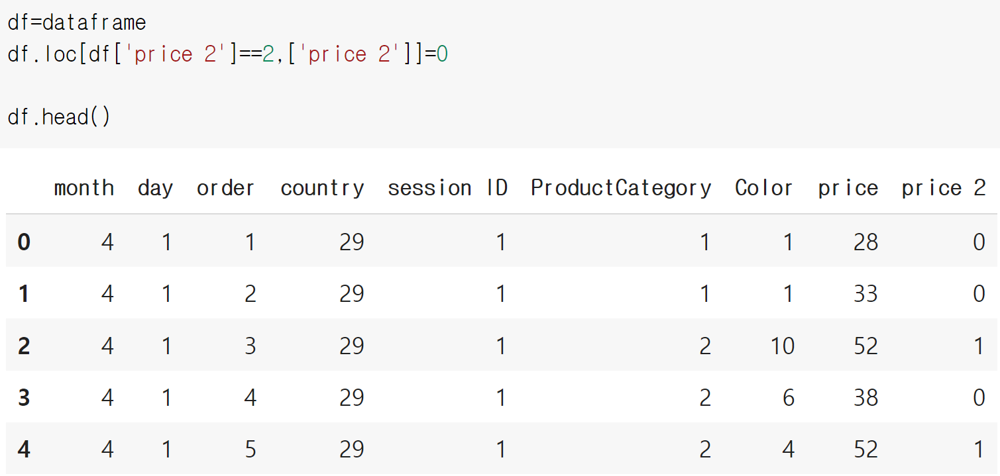 df=dataframe
df.loc[df['price 2']==2,['price 2']]=0
df.head()
month day order country session ID ProductCategory Color price price 2
0 4 1 1 29 1 1 1 28 0
1 4 1 2 29 1 1 1 33 0
2 4 1 3 29 1 2 10 52 1
3 4 1 4 29 1 2 6 38 0
4 4 1 5 29 1 2 4 52 1